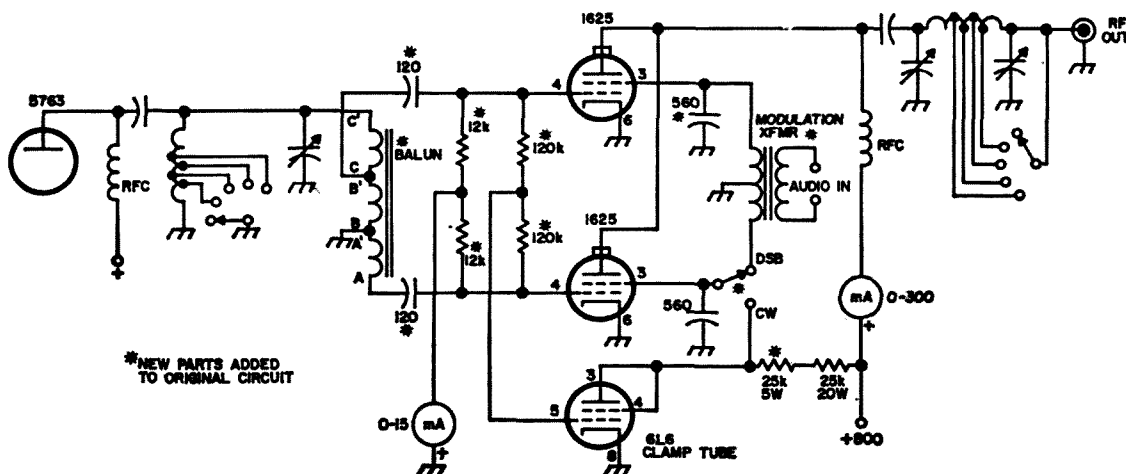 1625
RF
OUT
*
120
5763
4
3
6
560
*
*
12k
*
120k
MODULATION
XFMR *
RFC
C'
C
B'
B
A'
A
*
BALUN
RFC
AUDIO IN
+
*
12k
*
120k
1625
4
3
6
DSB
*
CW
560
mA
0-300
+
120
*
*NEW PARTS ADDED
TO ORIGINAL CIRCUIT
3
4
5
8
*
25k
5W
25k
20W
+800
0-15
mA
+
6L6
CLAMP TUBE